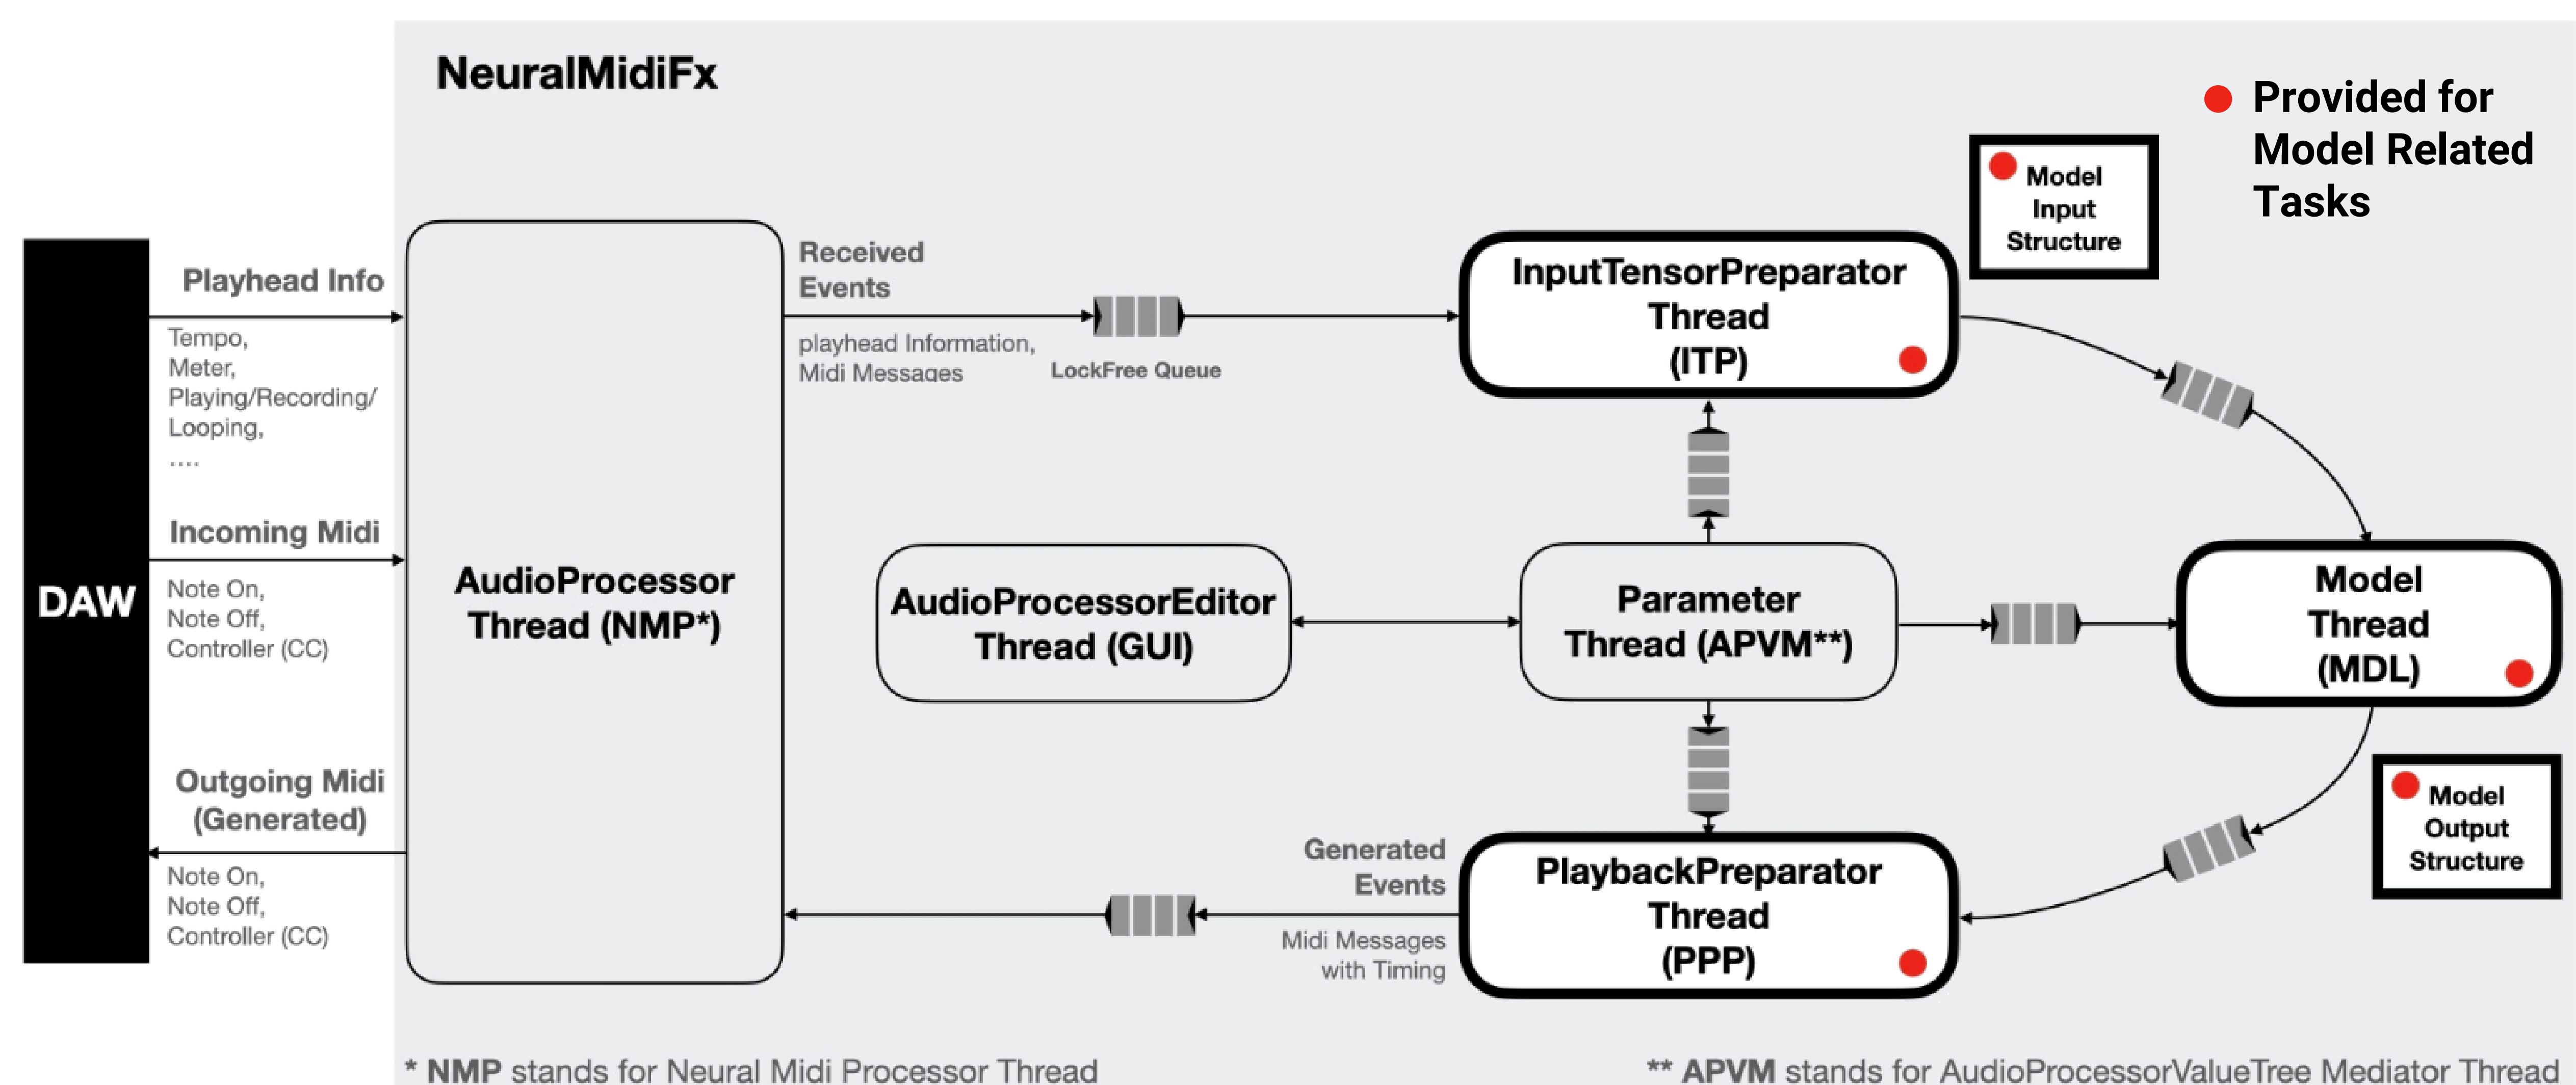 NeuralMidiFx
Provided for
Model Related
Tasks
Model
Input
Structure
DAW
Playhead Info
Tempo,
Meter,
Playing/Recording/
Looping,
....
Incoming Midi
Note On,
Note Off,
Controller (CC)
Outgoing Midi
(Generated)
Note On,
Note Off,
Controller (CC)
AudioProcessor
Thread (NMP*)
Received
Events
playhead Information,
Midi Messages
LockFree Queue
InputTensorPreparator
Thread
(ITP)
AudioProcessorEditor
Thread (GUI)
Parameter
Thread (APVM**)
Model
Thread
(MDL)
Model
Output
Structure
Generated
Events
Midi Messages
with Timing
PlaybackPreparator
Thread
(PPP)
* NMP stands for Neural Midi Processor Thread
** APVM stands for AudioProcessorValueTree Mediator Thread